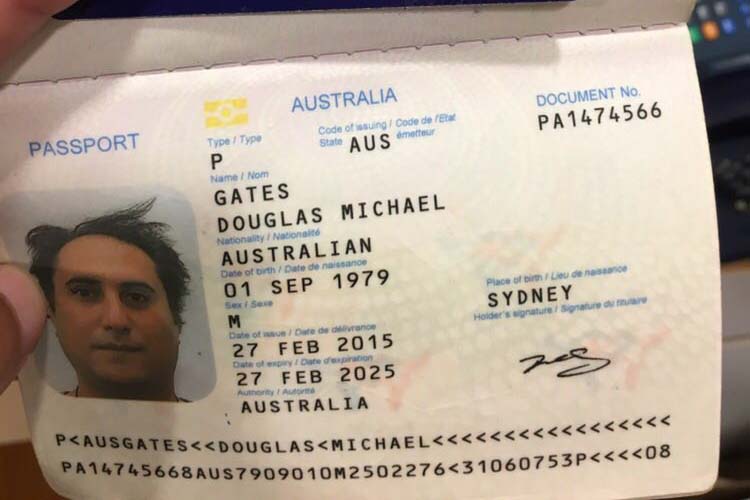 AUSTRALIA
DOCUMENT No.
PASSPORT
Type / Type
Code of issuing / Code de l'Etat
State émetteur
AUS
PA1474566
P
Name / Nom
GATES
DOUGLAS MICHAEL
Nationality / Nationalité
AUSTRALIAN
Date of birth / Date de naissance
01 SEP 1979
Place of birth / Lieu de naissance
SYDNEY
Sex / Sexe
M
Holder's signature / Signature du titulaire
Date of issue / Date de délivrance
27 FEB 2015
Date of expiry / Date d'expiration
27 FEB 2025
Authority / Autorité
AUSTRALIA
P<AUSGATES<<DOUGLAS<MICHAEL<<<<<<<<<<<<<<<<<
PA14745668AUS7909010M2502276<31060753P<<<<08